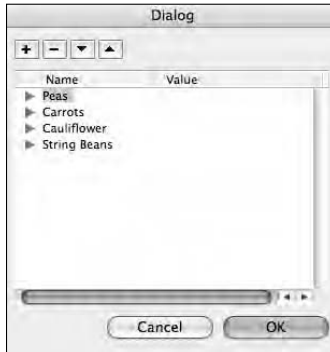 Dialog
Name Value
Peas
Carrots
Cauliflower
String Beans
Cancel OK